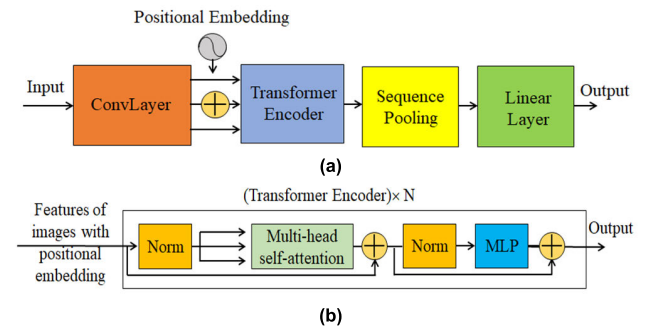 Positional Embedding
Input
ConvLayer
Transformer
Encoder
Sequence
Pooling
Linear
Layer
Output
(a)
(Transformer Encoder)× N
Features of
images with
positional
embedding
Norm
Multi-head
self-attention
Norm
MLP
Output
(b)